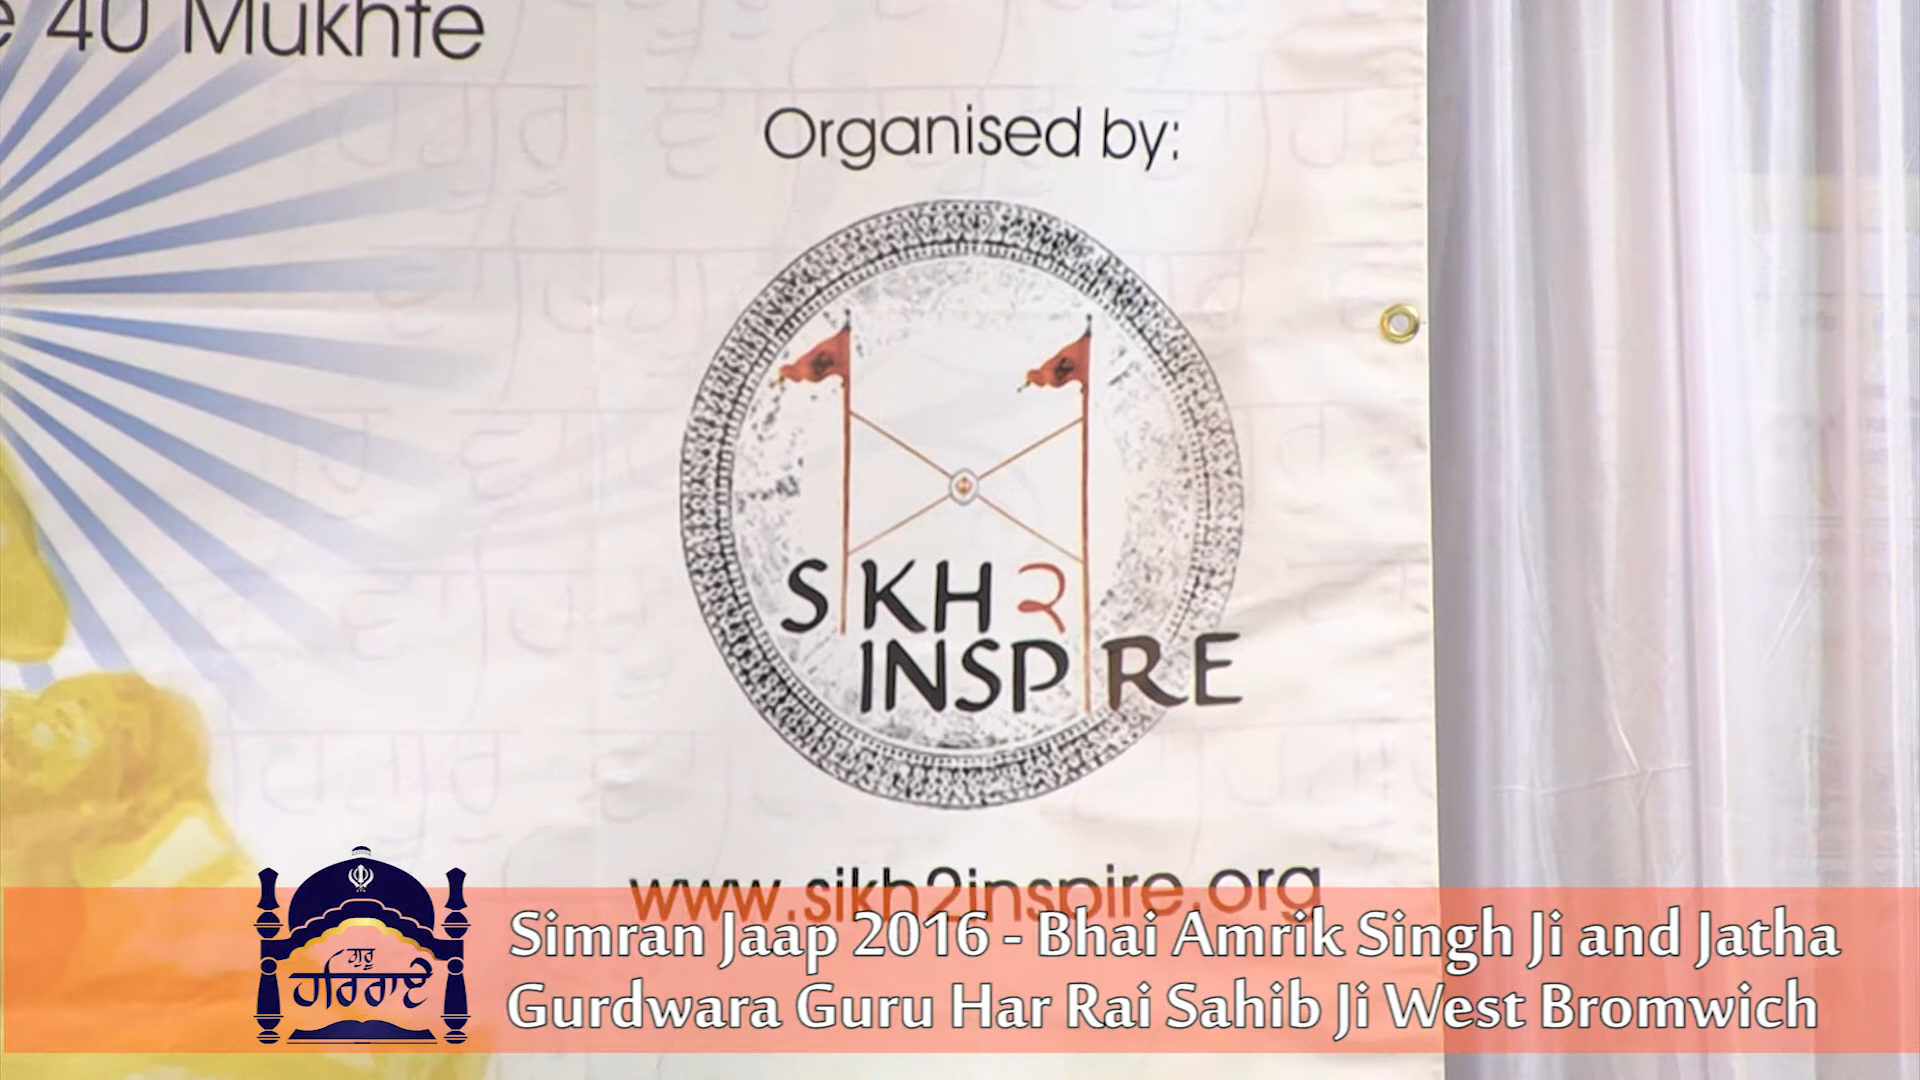 40 Mukhte
Organised by:
SIKH2
INSPIRE
www.sikh2inspire.org
ਗੁਰੂ
ਹਰਿਰਾਏ
Simran Jaap 2016 - Bhai Amrik Singh Ji and Jatha
Gurdwara Guru Har Rai Sahib Ji West Bromwich